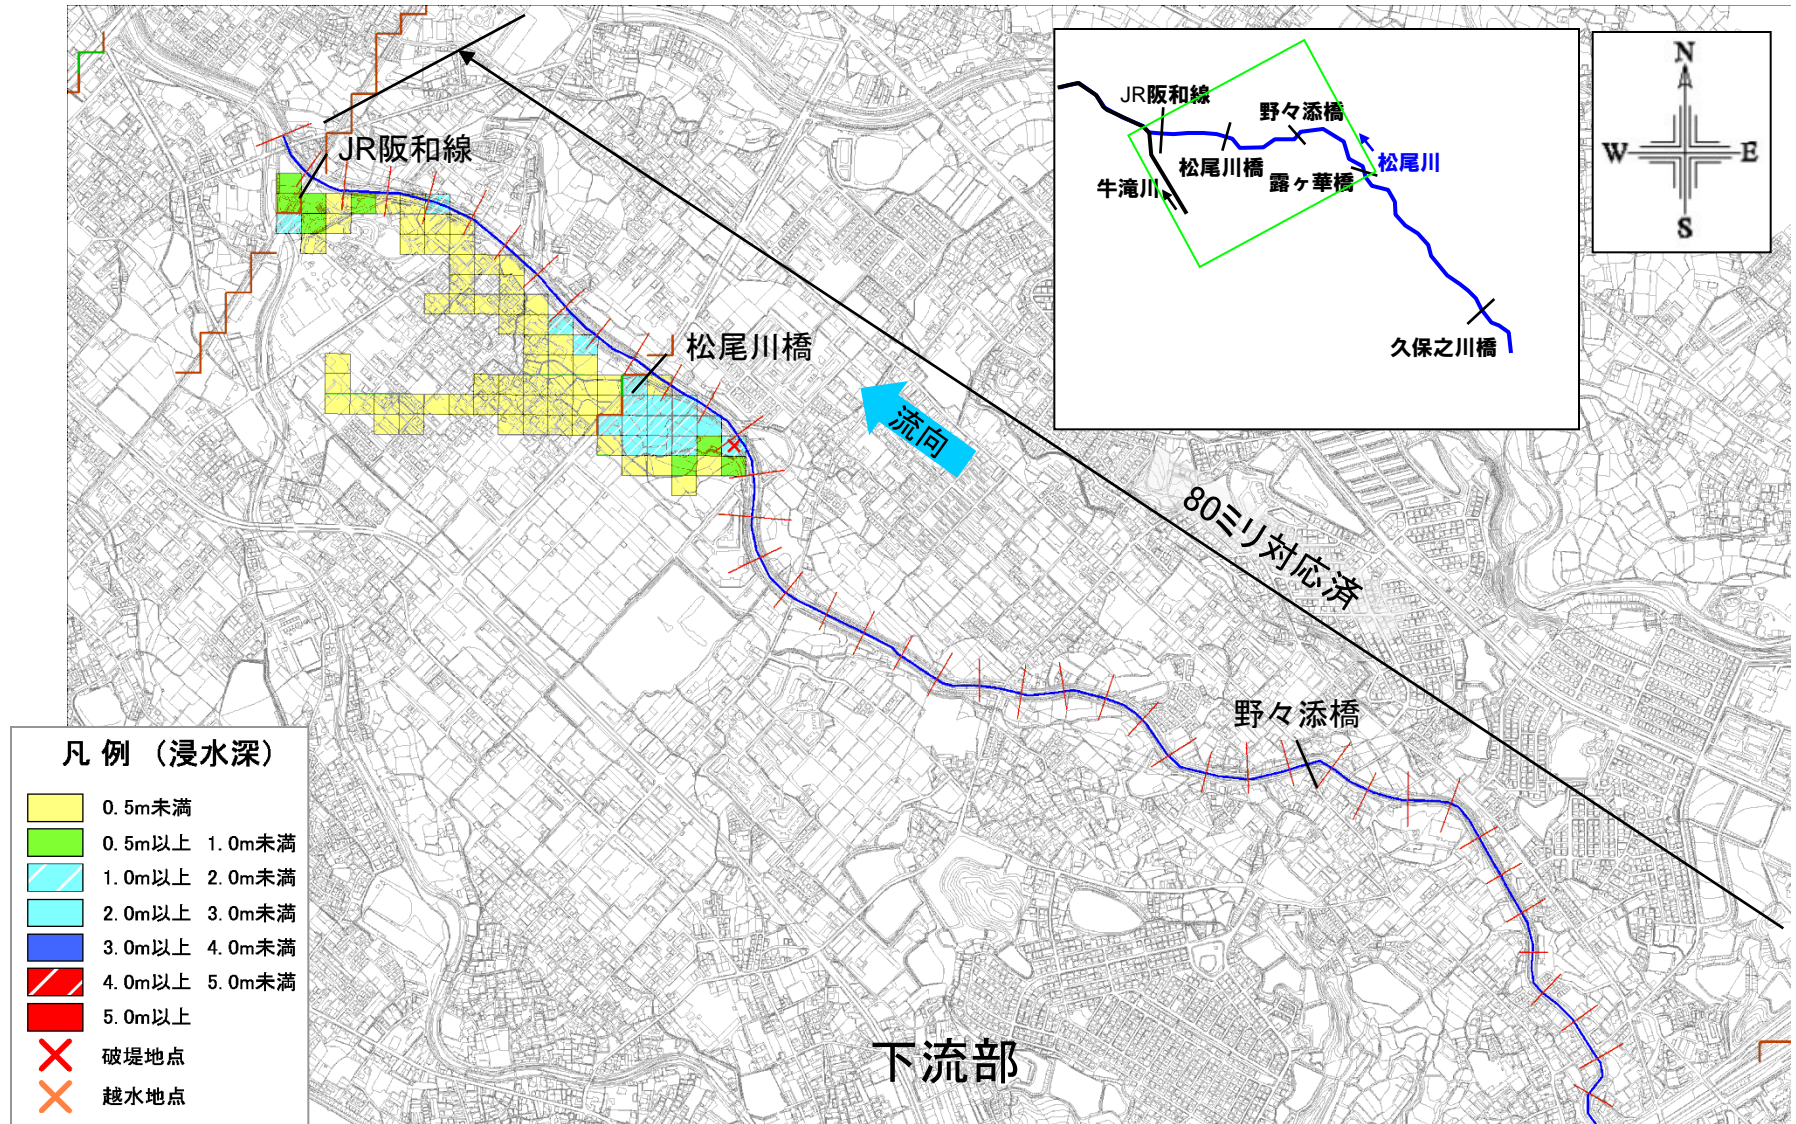 JR阪和線
松尾川橋
流向
80ミリ対応済
野々添橋
下流部
JR阪和線
野々添橋
松尾川橋
松尾川
露ヶ華橋
牛滝川
久保之川橋
N
W E
S
凡 例 （浸水深）
0.5m未満
0.5m以上 1.0m未満
1.0m以上 2.0m未満
2.0m以上 3.0m未満
3.0m以上 4.0m未満
4.0m以上 5.0m未満
5.0m以上
破堤地点
越水地点